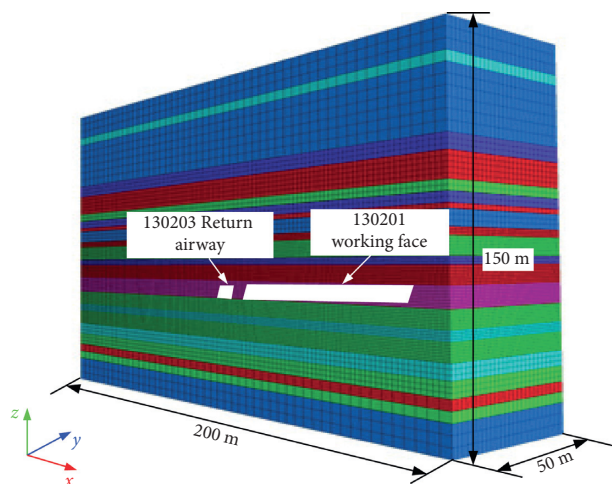 130203 Return
airway
130201
working face
150 m
200 m
50 m
z
y
x